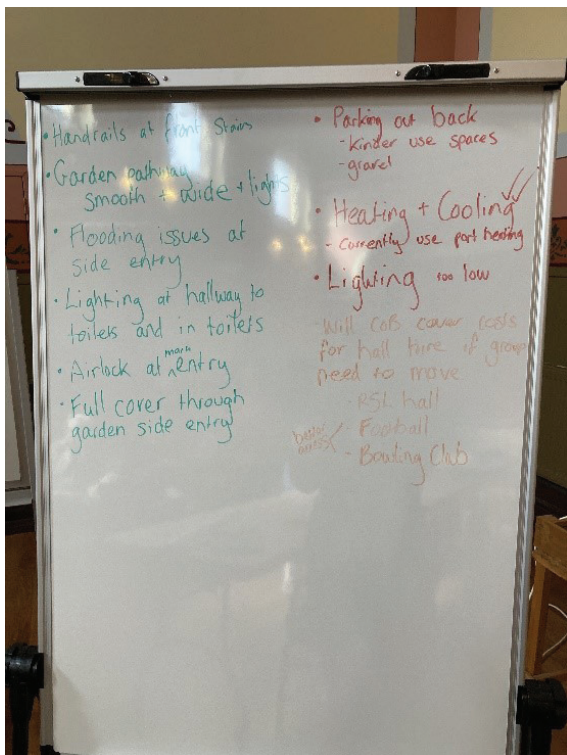 • Handrails at front Stairs
• Garden pathway
smooth + wide + lights
• Flooding issues at
side entry
• Lighting at hallway to
toilets and in toilets
• Airlock at main entry
• Full cover through
garden side entry
• Parking out back
- Kinder use spaces
- gravel
• Heating + Cooling ✓✓
- Currently use part heating
• Lighting too low
Will CoB cover costs
for hall hire if group
need to move
- RSL hall
- Football
- Bowling Club